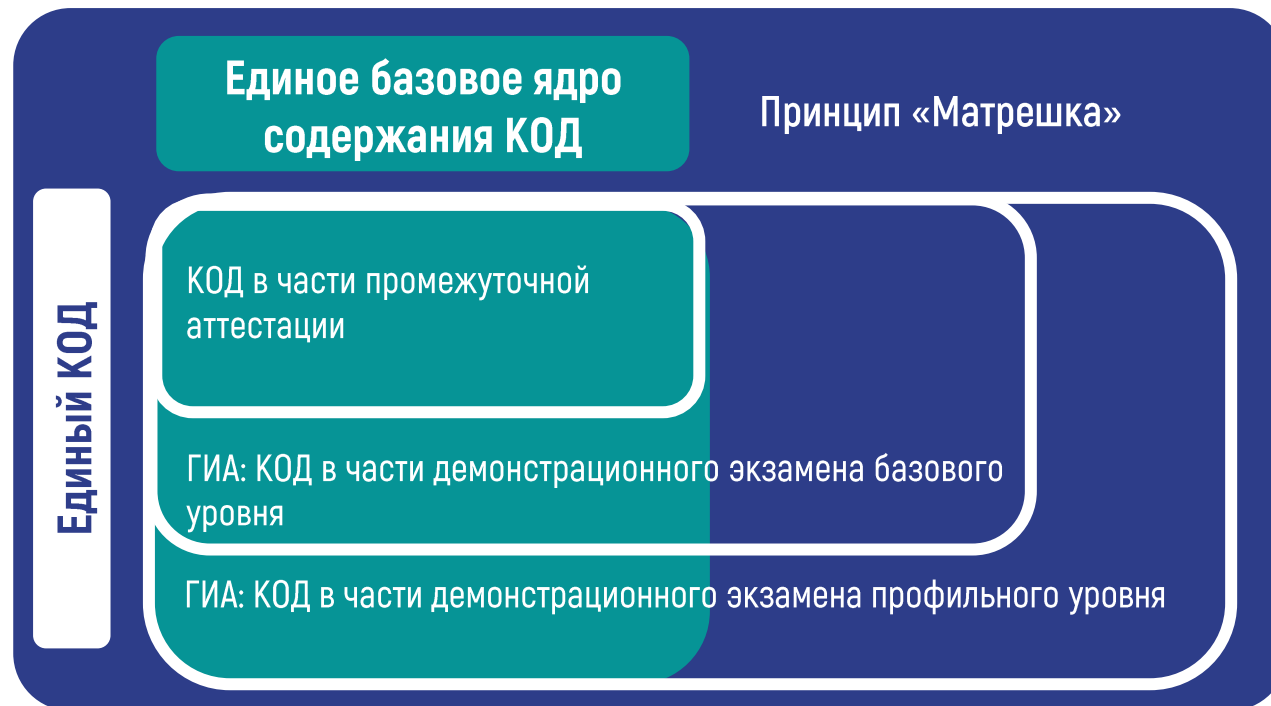 Единое базовое ядро
содержания КОД
Принцип «Матрешка»
Единый КОД
КОД в части промежуточной
аттестации
ГИА: КОД в части демонстрационного экзамена базового
уровня
ГИА: КОД в части демонстрационного экзамена профильного уровня